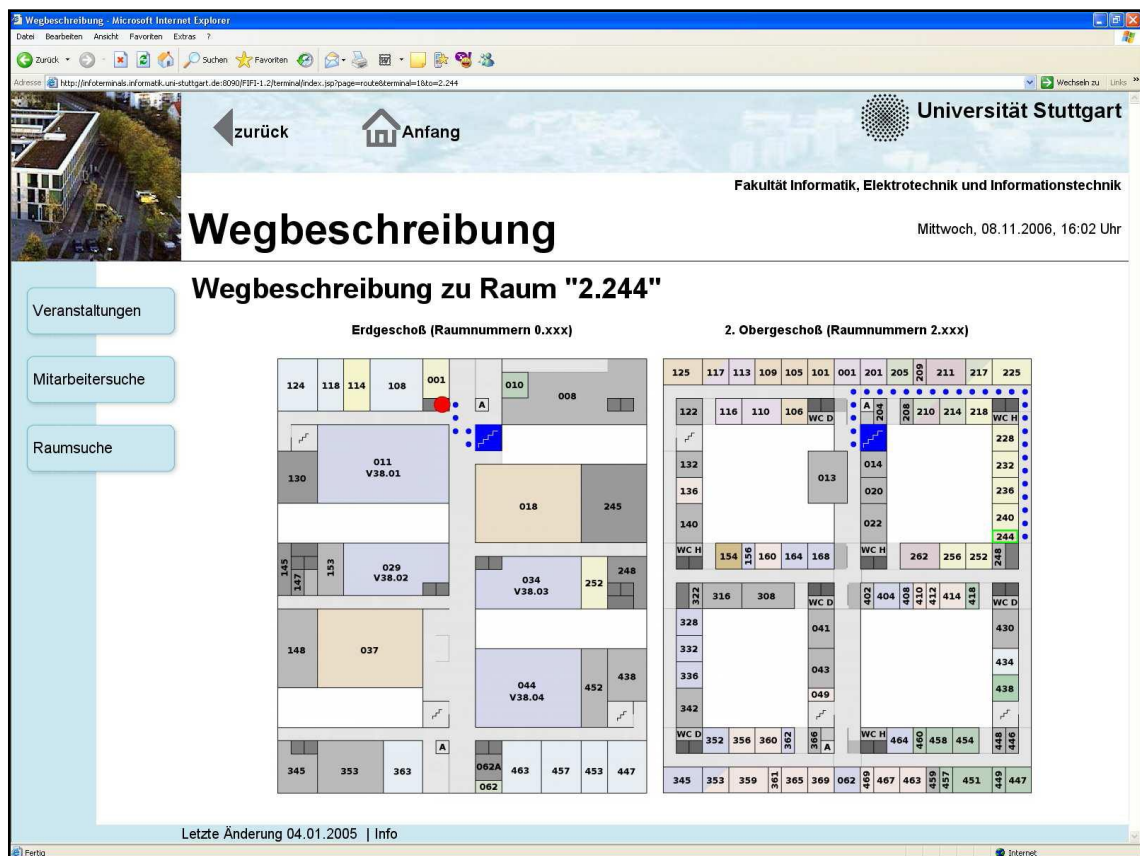 Wegbeschreibung - Microsoft Internet Explorer
Datei Bearbeiten Ansicht Favoriten Extras ?
Zurück Suchen Favoriten
Adresse http://infoterminals.informatik.uni-stuttgart.de:8090/FIFI-1.2/terminal/index.jsp?page=route&terminal=1&to=2.244 Wechseln zu Links »
zurück Anfang Universität Stuttgart
Fakultät Informatik, Elektrotechnik und Informationstechnik
Wegbeschreibung
Mittwoch, 08.11.2006, 16:02 Uhr
Wegbeschreibung zu Raum "2.244"
Veranstaltungen
Mitarbeitersuche
Raumsuche
Erdgeschoß (Raumnummern 0.xxx)
124 118 114 108 001 A 010 008
011
V38.01
130
018 245
145 147 153
029
V38.02
034
V38.03
252 248
148 037
044
V38.04
452 438
A
345 353 363 062A 062 463 457 453 447
2. Obergeschoß (Raumnummern 2.xxx)
125 117 113 109 105 101 001 201 205 209 211 217 225
122 116 110 106 WC D A 204 208 210 214 218 WC H
228
132 013 014 232
136 020 236
140 022 240
244
WC H 154 156 160 164 168 WC H 262 256 252 248
322 316 308 WC D 402 404 408 410 412 414 418 WC D
328 041 430
332 434
336 043 438
049
342
WC D 352 356 360 362 366 A WC H 464 460 458 454 448 446
345 353 359 361 365 369 062 469 467 463 459 457 451 449 447
Letzte Änderung 04.01.2005 | Info
Fertig Internet